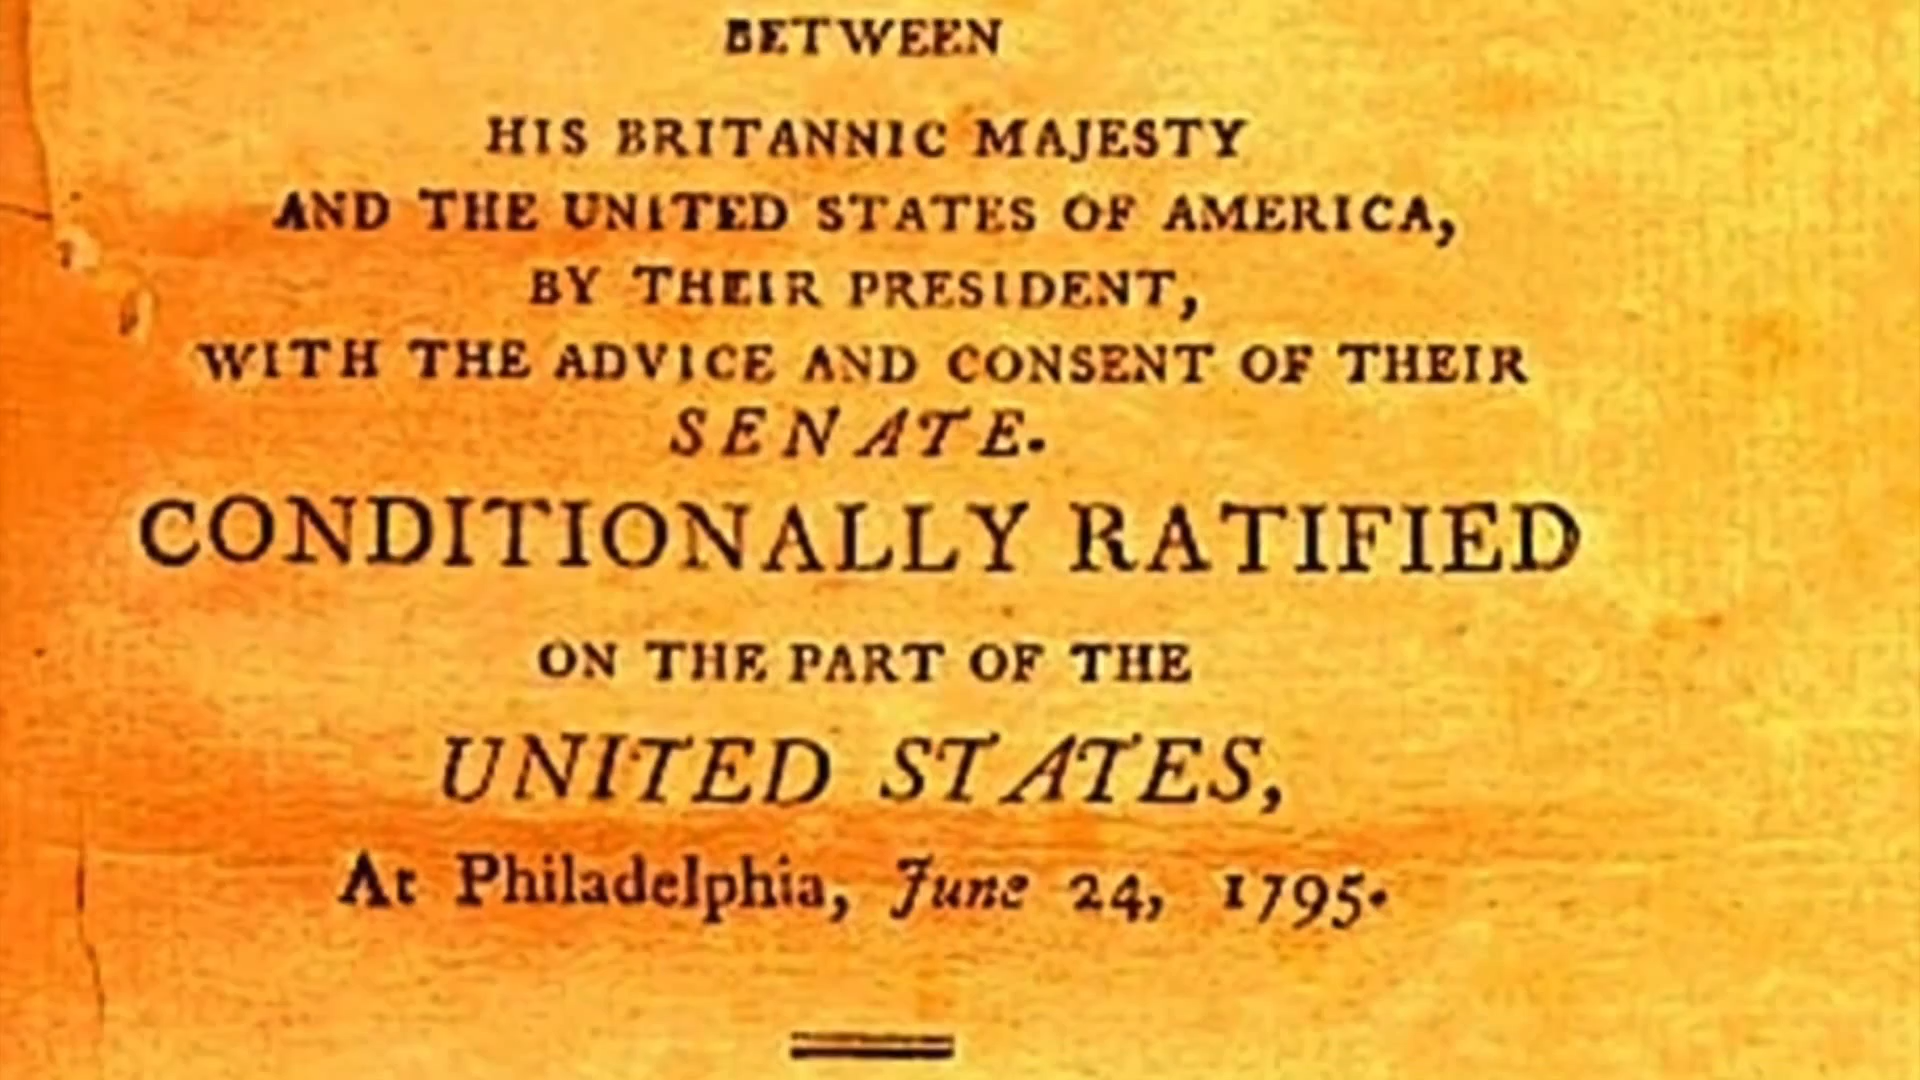 BETWEEN
HIS BRITANNIC MAJESTY
AND THE UNITED STATES OF AMERICA,
BY THEIR PRESIDENT,
WITH THE ADVICE AND CONSENT OF THEIR
SENATE.
CONDITIONALLY RATIFIED
ON THE PART OF THE
UNITED STATES,
At Philadelphia, June 24, 1795.